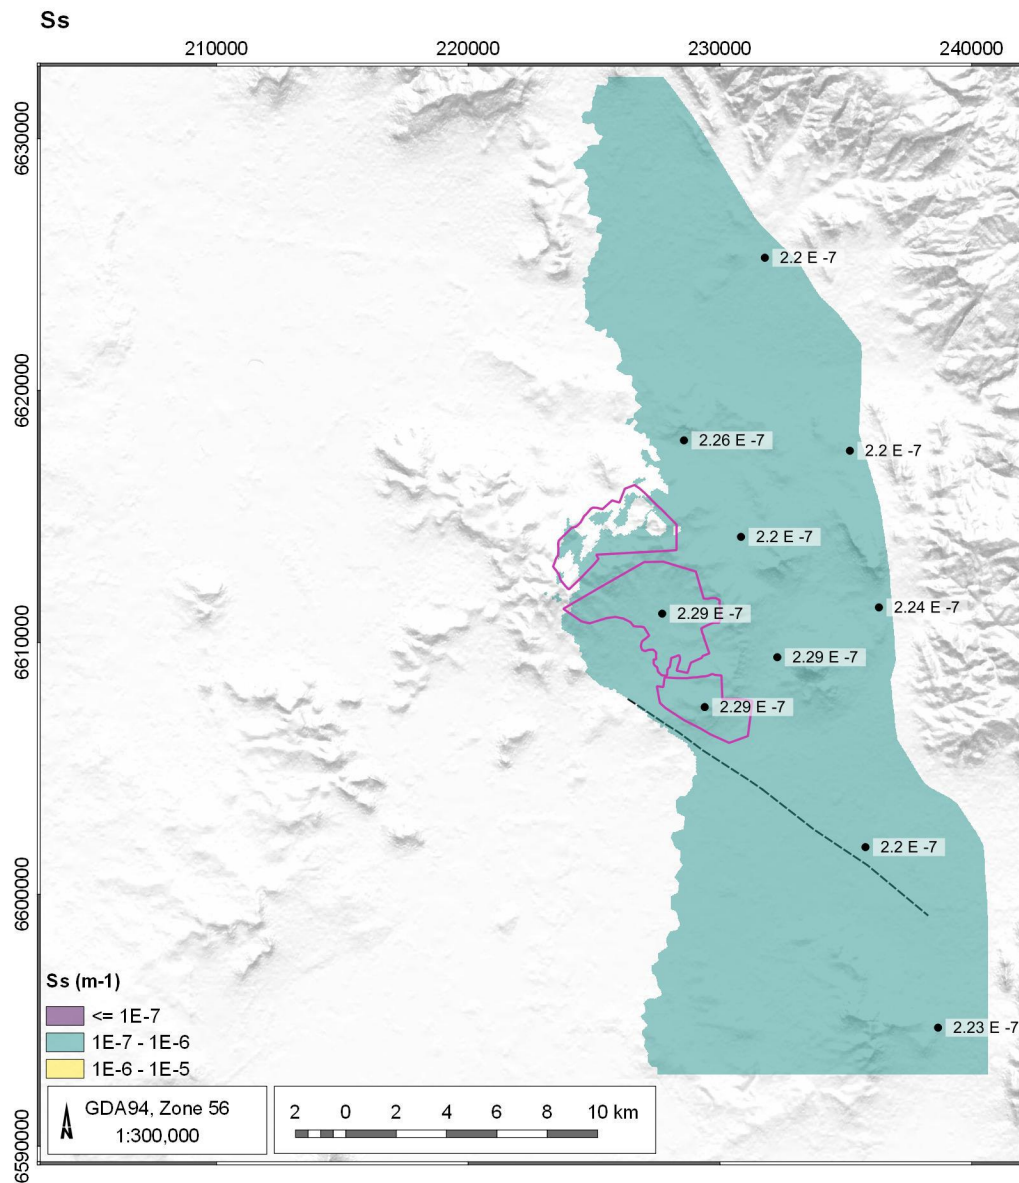 Ss
210000
220000
230000
240000
6630000
2.2 E -7
6620000
2.26 E -7
2.2 E -7
2.2 E -7
2.24 E -7
2.29 E -7
6610000
2.29 E -7
2.29 E -7
2.2 E -7
6600000
Ss (m-1)
<= 1E-7
1E-7 - 1E-6
1E-6 - 1E-5
2.23 E -7
GDA94, Zone 56
1:300,000
N
2 0 2 4 6 8 10 km
6590000